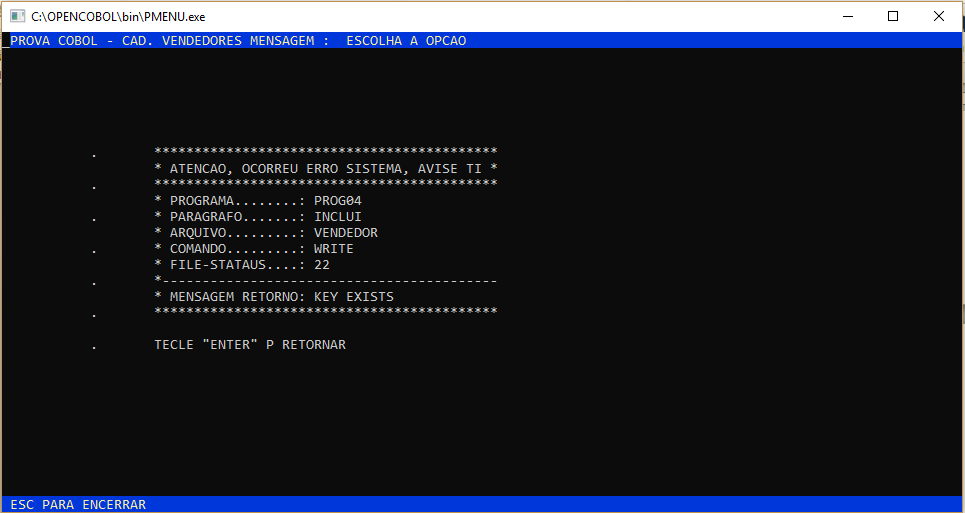 C:\OPENCOBOL\bin\PMENU.exe
_PROVA COBOL - CAD. VENDEDORES MENSAGEM :  ESCOLHA A OPCAO
. *******************************************
* ATENCAO, OCORREU ERRO SISTEMA, AVISE TI *
. *******************************************
* PROGRAMA........: PROG04
. * PARAGRAFO.......: INCLUI
* ARQUIVO.........: VENDEDOR
. * COMANDO.........: WRITE
* FILE-STATAUS....: 22
. *------------------------------------------
* MENSAGEM RETORNO: KEY EXISTS
. *******************************************
. TECLE "ENTER" P RETORNAR
ESC PARA ENCERRAR